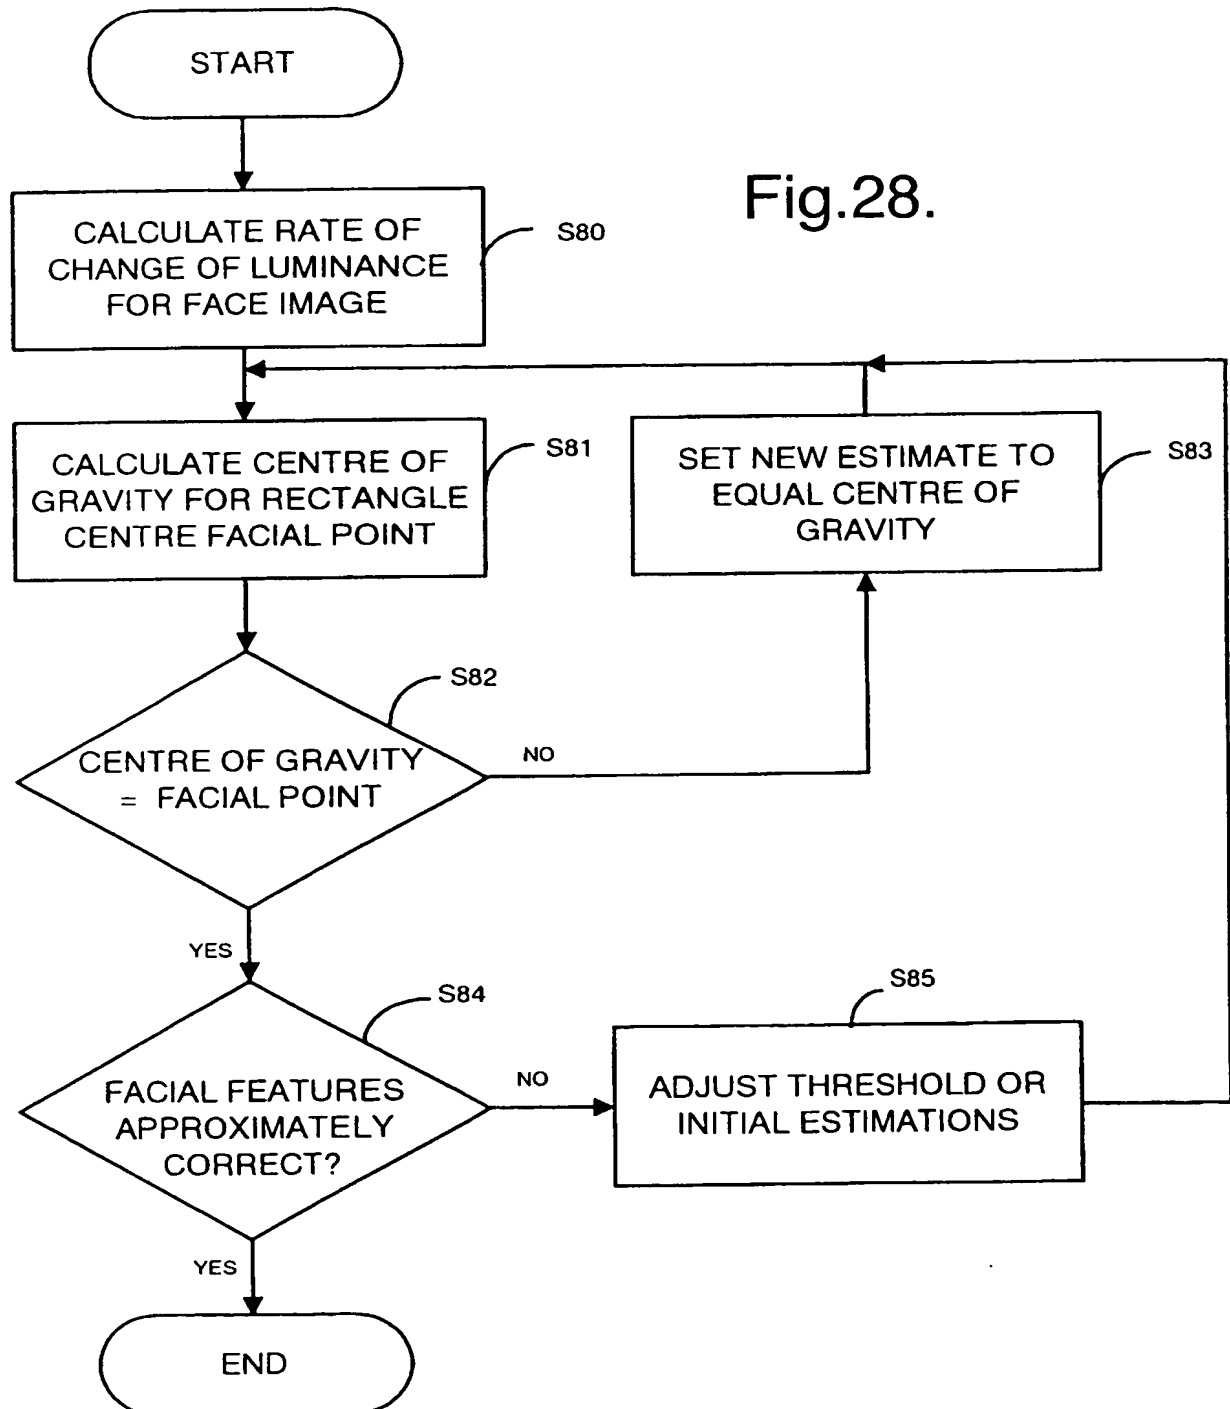 START
Fig.28.
CALCULATE RATE OF
CHANGE OF LUMINANCE
FOR FACE IMAGE
S80
CALCULATE CENTRE OF
GRAVITY FOR RECTANGLE
CENTRE FACIAL POINT
S81
SET NEW ESTIMATE TO
EQUAL CENTRE OF
GRAVITY
S83
S82
CENTRE OF GRAVITY
= FACIAL POINT
NO
YES
S84
FACIAL FEATURES
APPROXIMATELY
CORRECT?
NO
S85
ADJUST THRESHOLD OR
INITIAL ESTIMATIONS
YES
END